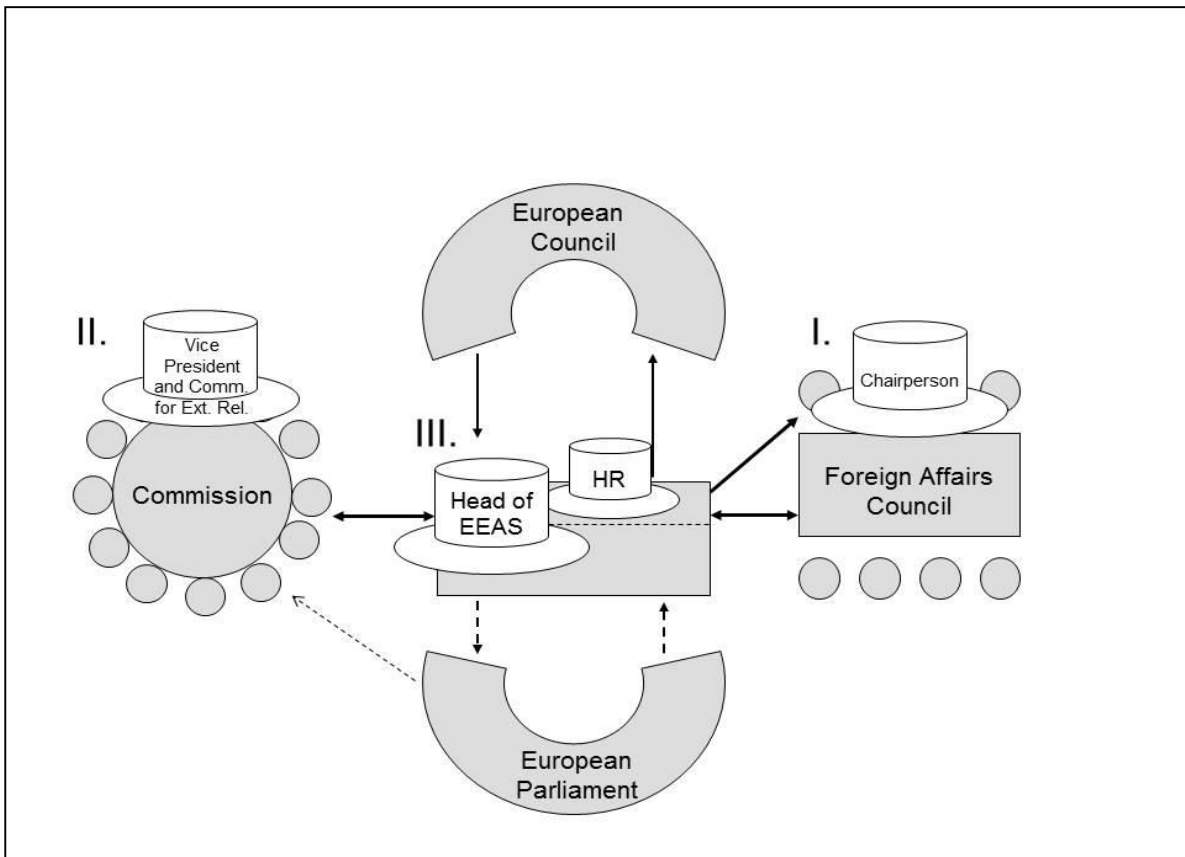 European
Council
II.
Vice
President
and Comm.
for Ext. Rel.
Commission
I.
Chairperson
Foreign Affairs
Council
III.
HR
Head of
EEAS
European
Parliament